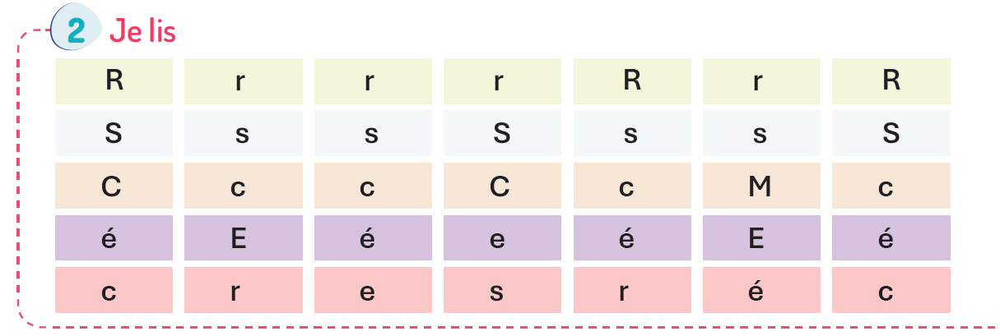 2 Je lis
R r r r R r R
S s s S s s S
C c c C c M c
é E é e é E é
c r e s r é c